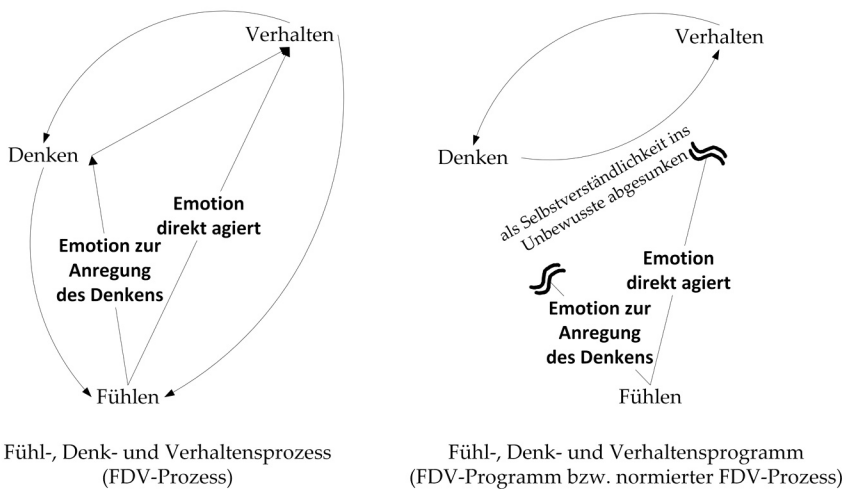 Verhalten
Denken
Emotion
direkt agiert
Emotion zur
Anregung
des Denkens
Fühlen
Fühl-, Denk- und Verhaltensprozess
(FDV-Prozess)
Verhalten
Denken
als Selbstverständlichkeit ins
Unbewusste abgesunken
Emotion
direkt agiert
Emotion zur
Anregung
des Denkens
Fühlen
Fühl-, Denk- und Verhaltensprogramm
(FDV-Programm bzw. normierter FDV-Prozess)